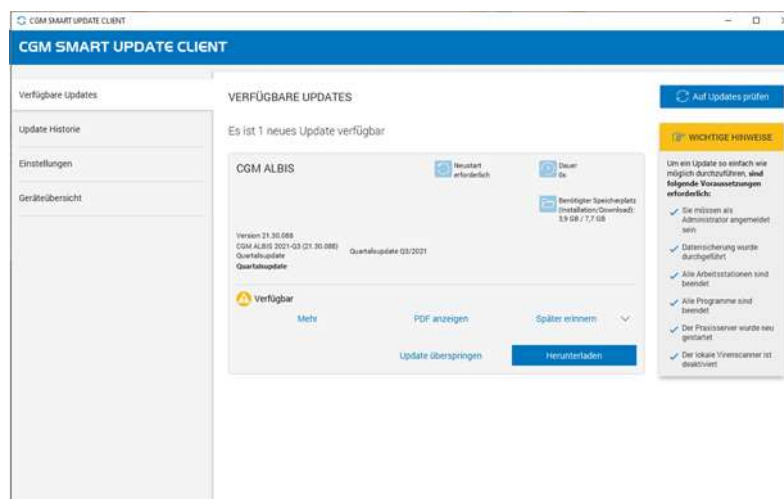 CGM SMART UPDATE CLIENT
CGM SMART UPDATE CLIENT
Verfügbare Updates
Update Historie
Einstellungen
Geräteübersicht
VERFÜGBARE UPDATES
Es ist 1 neues Update verfügbar
CGM ALBIS
Neustart
erforderlich
Dauer
0s
Benötigter Speicherplatz
(Installation/Download):
3,9 GB / 7,7 GB
Version 21.30.088
CGM ALBIS 2021-Q3 (21.30.088)
Quartalsupdate
Quartalsupdate
Quartalsupdate Q3/2021
Verfügbar
Mehr
PDF anzeigen
Später erinnern
Update überspringen
Herunterladen
Auf Updates prüfen
WICHTIGE HINWEISE
Um ein Update so einfach wie
möglich durchzuführen, sind
folgende Voraussetzungen
erforderlich:
Sie müssen als
Administrator angemeldet
sein
Datensicherung wurde
durchgeführt
Alle Arbeitsstationen sind
beendet
Alle Programme sind
beendet
Der Praxisserver wurde neu
gestartet
Der lokale Virenscanner ist
deaktiviert